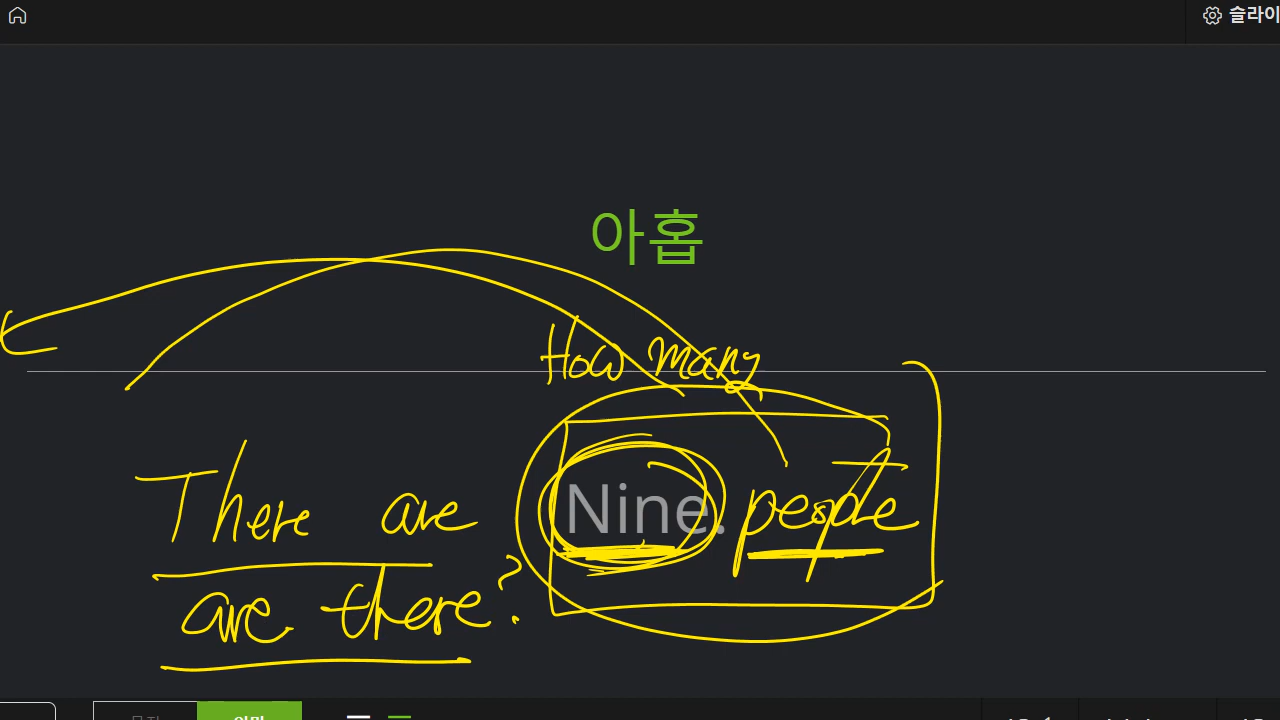 슬라이
아홉
How many
There are Nine. people
are there?